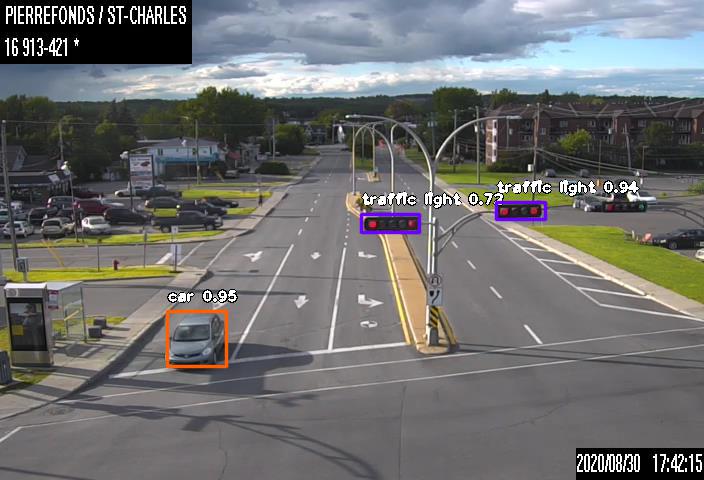 PIERREFONDS / ST-CHARLES
16 913-421 *
traffic light 0.94
traffic light 0.73
car 0.95
2020/08/30 17:42:15